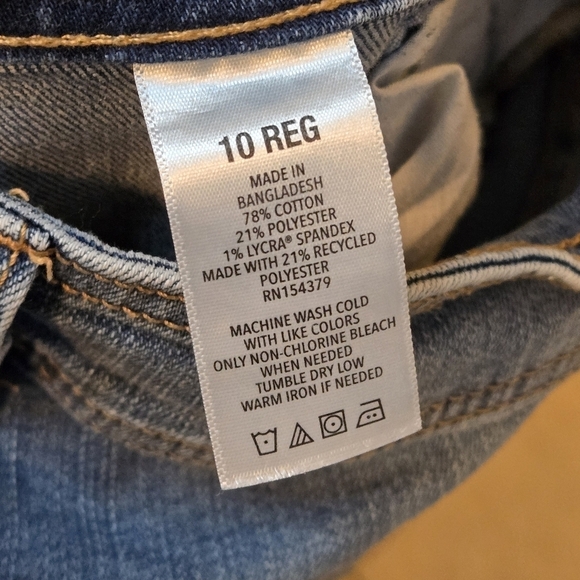 10 REG
MADE IN
BANGLADESH
78% COTTON
21% POLYESTER
1% LYCRA® SPANDEX
MADE WITH 21% RECYCLED
POLYESTER
RN154379
MACHINE WASH COLD
WITH LIKE COLORS
ONLY NON-CHLORINE BLEACH
WHEN NEEDED
TUMBLE DRY LOW
WARM IRON IF NEEDED